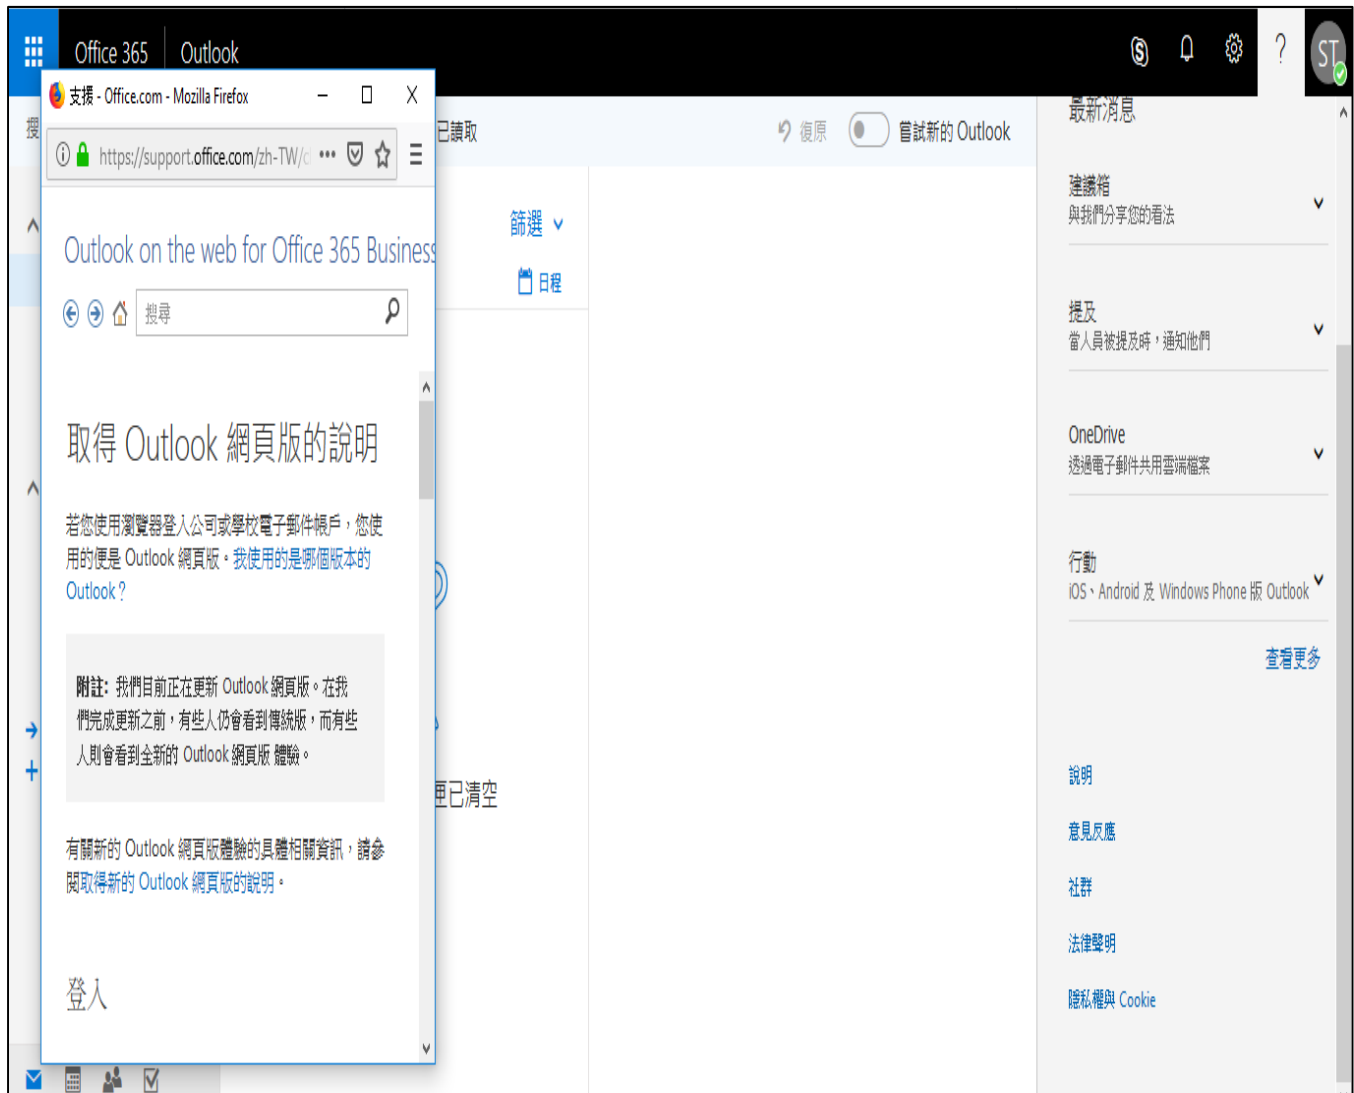 Office 365
Outlook
ST
支援 - Office.com - Mozilla Firefox
https://support.office.com/zh-TW/
Outlook on the web for Office 365 Business
搜尋
取得 Outlook 網頁版的說明
若您使用瀏覽器登入公司或學校電子郵件帳戶，您使
用的便是 Outlook 網頁版。我使用的是哪個版本的
Outlook？
附註: 我們目前正在更新 Outlook 網頁版。在我
們完成更新之前，有些人仍會看到傳統版，而有些
人則會看到全新的 Outlook 網頁版 體驗。
有關新的 Outlook 網頁版體驗的具體相關資訊，請參
閱取得新的 Outlook 網頁版的說明。
登入
搜
已讀取
復原
嘗試新的 Outlook
篩選
日程
匣已清空
最新消息
建議箱
與我們分享您的看法
提及
當人員被提及時，通知他們
OneDrive
透過電子郵件共用雲端檔案
行動
iOS、Android 及 Windows Phone 版 Outlook
查看更多
說明
意見反應
社群
法律聲明
隱私權與 Cookie